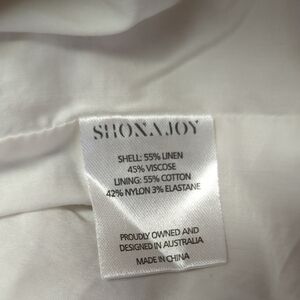 SHONA JOY
SHELL: 55% LINEN
45% VISCOSE
LINING: 55% COTTON
42% NYLON 3% ELASTANE
PROUDLY OWNED AND
DESIGNED IN AUSTRALIA
MADE IN CHINA